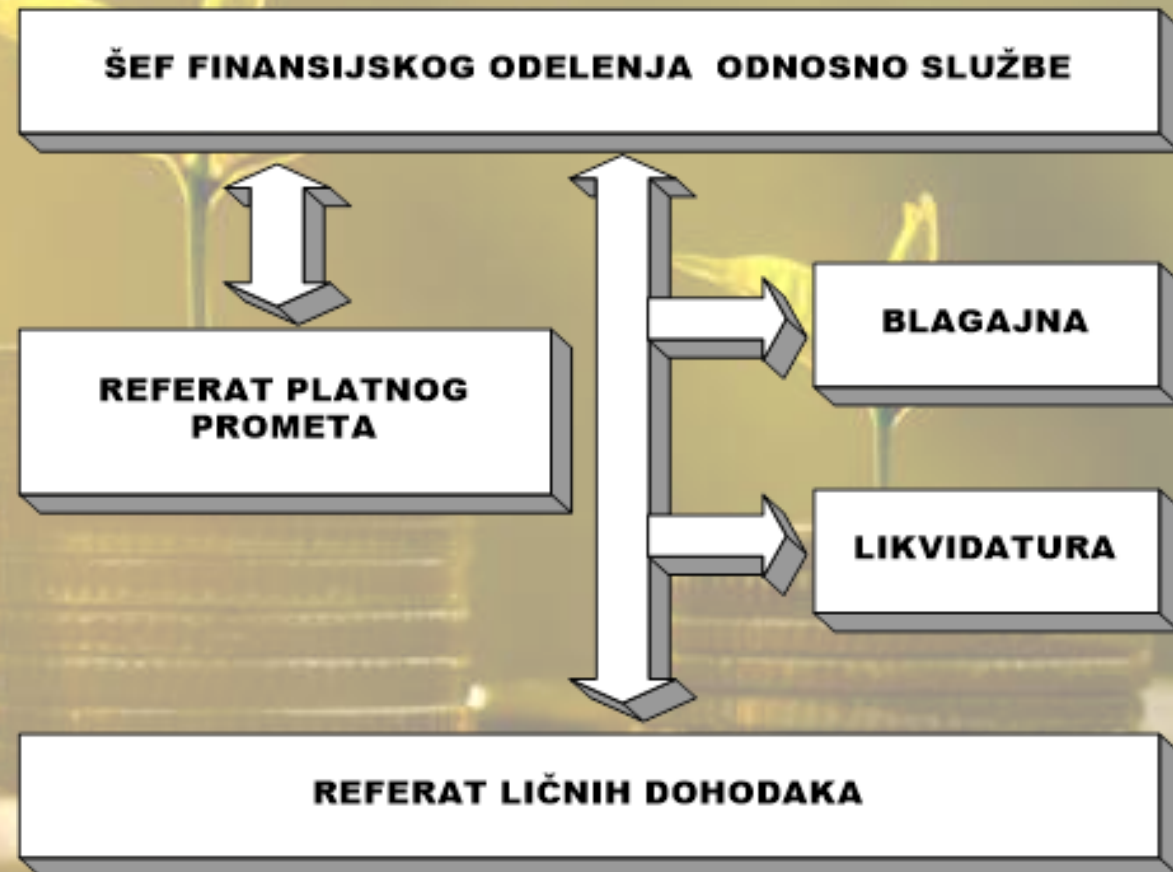 ŠEF FINANSIJSKOG ODELENJA ODNOSNO SLUŽBE
REFERAT PLATNOG
PROMETA
BLAGAJNA
LIKVIDATURA
REFERAT LIČNIH DOHODAKA